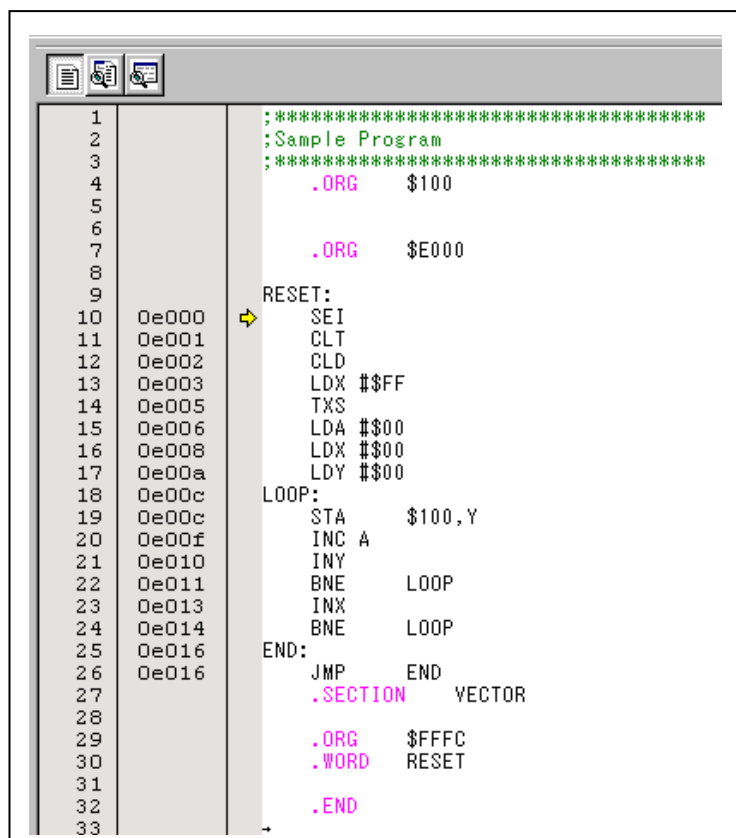 1 ;************************************
2 ;Sample Program
3 ;************************************
4 .ORG $100
5
6
7 .ORG $E000
8
9 RESET:
10 0e000 SEI
11 0e001 CLT
12 0e002 CLD
13 0e003 LDX #$FF
14 0e005 TXS
15 0e006 LDA #$00
16 0e008 LDX #$00
17 0e00a LDY #$00
18 0e00c LOOP:
19 0e00c STA $100,Y
20 0e00f INC A
21 0e010 INY
22 0e011 BNE LOOP
23 0e013 INX
24 0e014 BNE LOOP
25 0e016 END:
26 0e016 JMP END
27 .SECTION VECTOR
28
29 .ORG $FFFC
30 .WORD RESET
31
32 .END
33